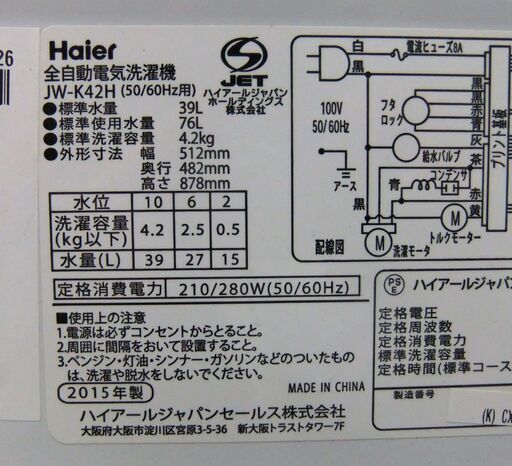 26
Haier
全自動電気洗濯機
JW-K42H (50/60Hz用)
S
JET
ハイアールジャパン
ホールディングス
株式会社
●標準水量 39L
●標準使用水量 76L
●標準洗濯容量 4.2kg
●外形寸法 幅 512mm
奥行 482mm
高さ 878mm
水位 10 6 2
洗濯容量
(kg以下) 4.2 2.5 0.5
水量(L) 39 27 15
定格消費電力 210/280W(50/60Hz)
■使用上の注意
1.電源は必ずコンセントからとること。
2.周囲に間隔をおいて設置すること。
3.ベンジン・灯油・シンナー・ガソリンなどのついたもの
は、洗濯や脱水をしないでください。
2015年製
MADE IN CHINA
ハイアールジャパンセールス株式会社
大阪府大阪市淀川区宮原3-5-36 新大阪トラストタワー7F
白
電流ヒューズ8A
黒
黒
100V
50/60Hz
フタ
ロック
黒
赤
青
灰
給水バルブ
茶
コンデンサ
青
赤
黒
黄
アース
プリント基板
M
トルクモーター
M
洗濯モータ
配線図
PS
E
ハイアールジャパン
定格電圧
定格周波数
定格消費電力
標準洗濯容量
定格時間(標準コース
製造番号
(K) CX